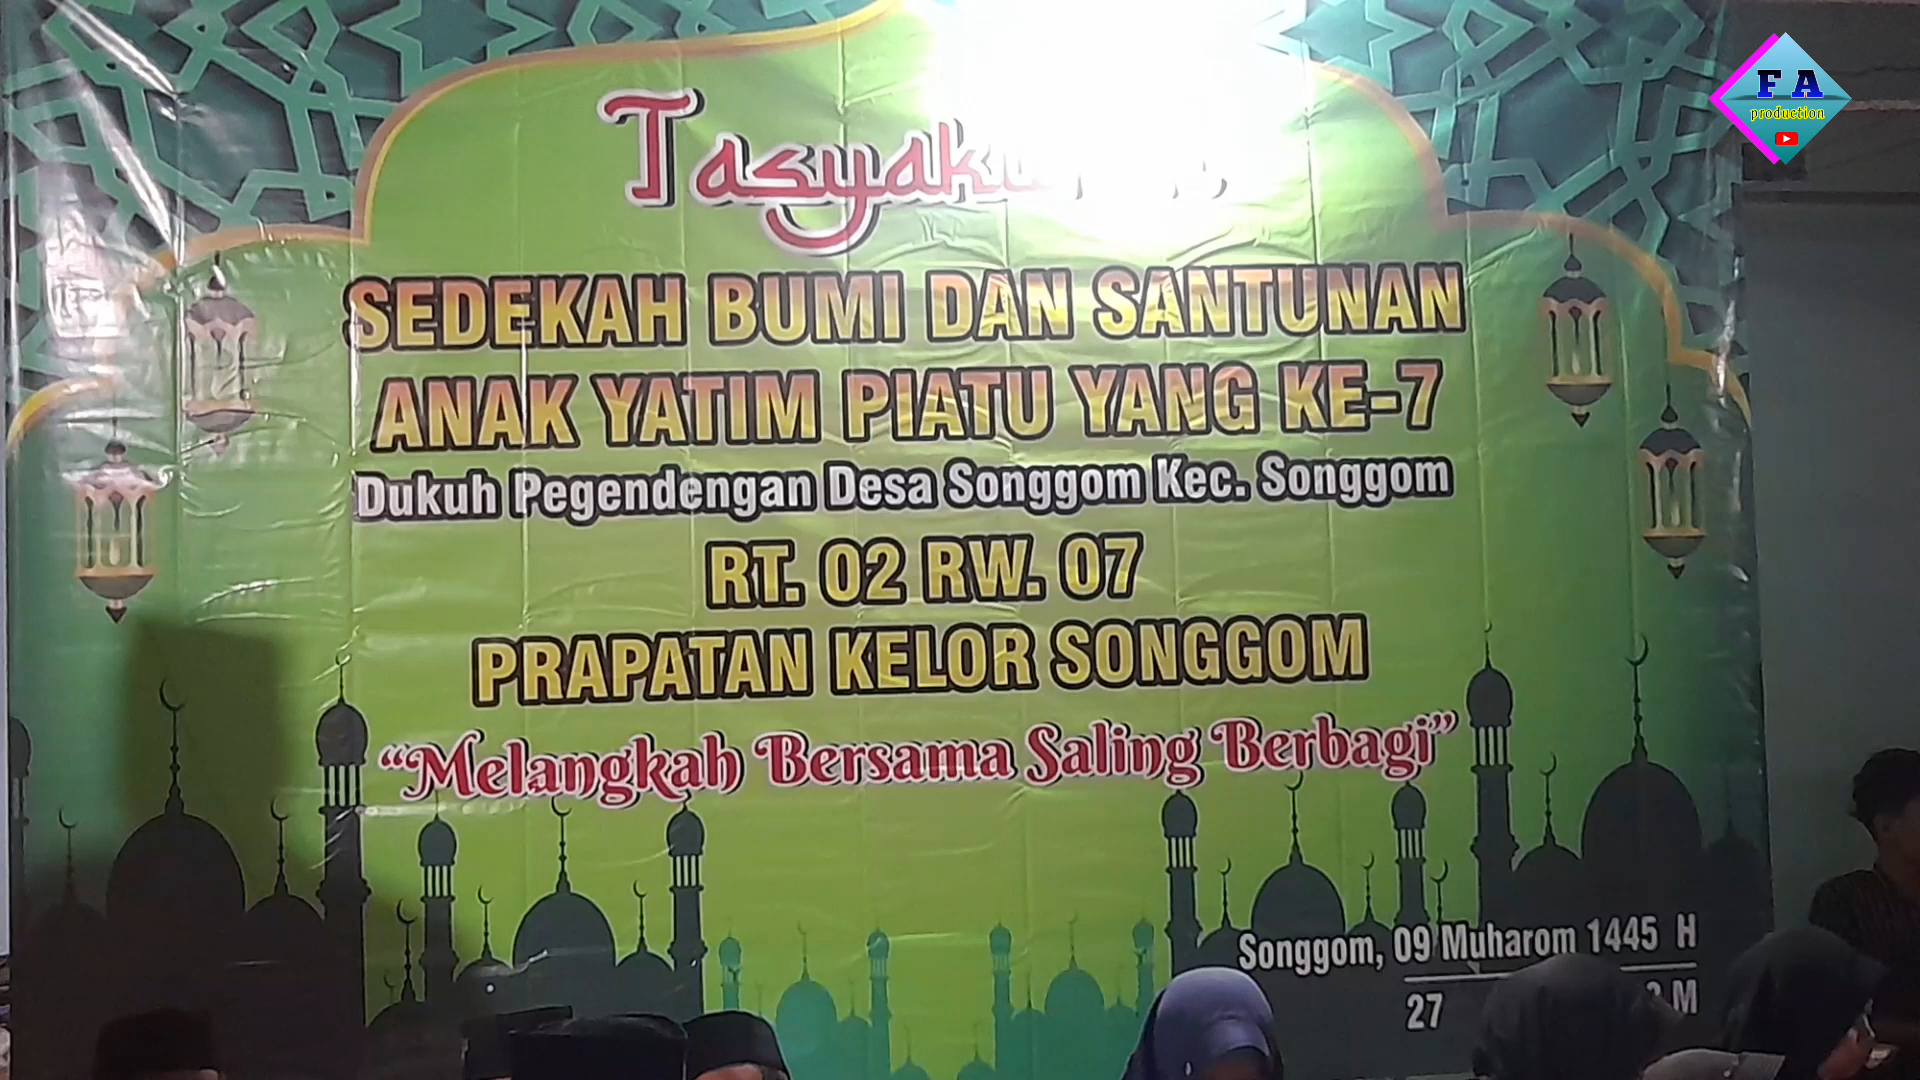 SEDEKAH BUMI DAN SANTUNAN
ANAK YATIM PIATU YANG KE-7
Dukuh Pegendengan Desa Songgom Kec. Songgom
RT. 02 RW. 07
PRAPATAN KELOR SONGGOM
“Melangkah Bersama Saling Berbagi”
Songgom, 09 Muharom 1445 H
27 M
F A
production